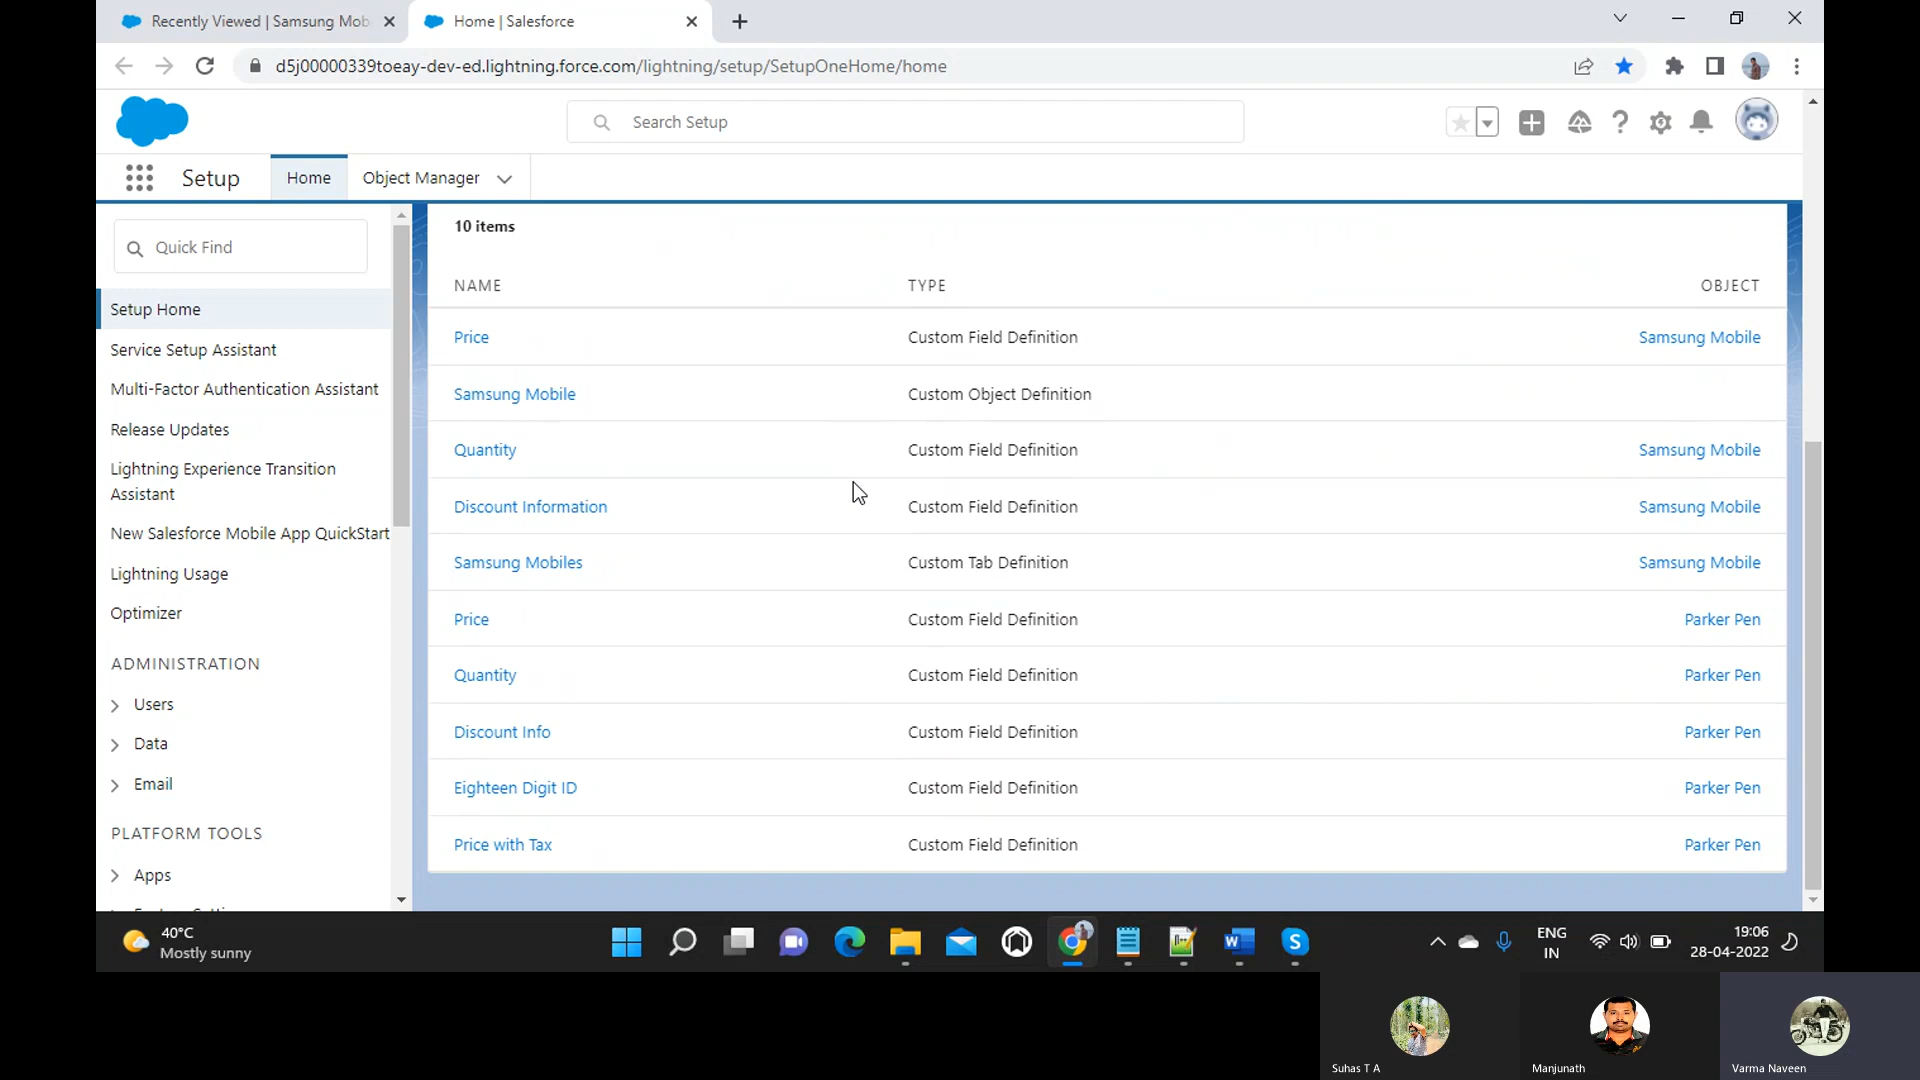 Recently Viewed | Samsung Mob
Home | Salesforce
d5j00000339toeay-dev-ed.lightning.force.com/lightning/setup/SetupOneHome/home
Search Setup
Setup
Home
Object Manager
Quick Find
Setup Home
Service Setup Assistant
Multi-Factor Authentication Assistant
Release Updates
Lightning Experience Transition
Assistant
New Salesforce Mobile App QuickStart
Lightning Usage
Optimizer
ADMINISTRATION
Users
Data
Email
PLATFORM TOOLS
Apps
10 items
NAME TYPE OBJECT
Price Custom Field Definition Samsung Mobile
Samsung Mobile Custom Object Definition
Quantity Custom Field Definition Samsung Mobile
Discount Information Custom Field Definition Samsung Mobile
Samsung Mobiles Custom Tab Definition Samsung Mobile
Price Custom Field Definition Parker Pen
Quantity Custom Field Definition Parker Pen
Discount Info Custom Field Definition Parker Pen
Eighteen Digit ID Custom Field Definition Parker Pen
Price with Tax Custom Field Definition Parker Pen
40°C
Mostly sunny
ENG
IN
19:06
28-04-2022
Suhas T A
Manjunath
Varma Naveen